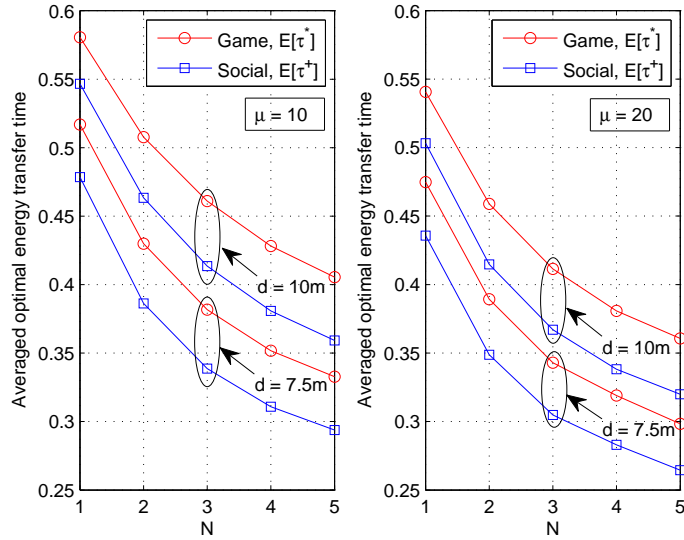 0.6
0.55
0.5
0.45
0.4
0.35
0.3
0.25
1
2
3
4
5
N
Averaged optimal energy transfer time
Game, E[τ*]
Social, E[τ+]
μ = 10
d = 10m
d = 7.5m
0.6
0.55
0.5
0.45
0.4
0.35
0.3
0.25
1
2
3
4
5
N
Averaged optimal energy transfer time
Game, E[τ*]
Social, E[τ+]
μ = 20
d = 10m
d = 7.5m